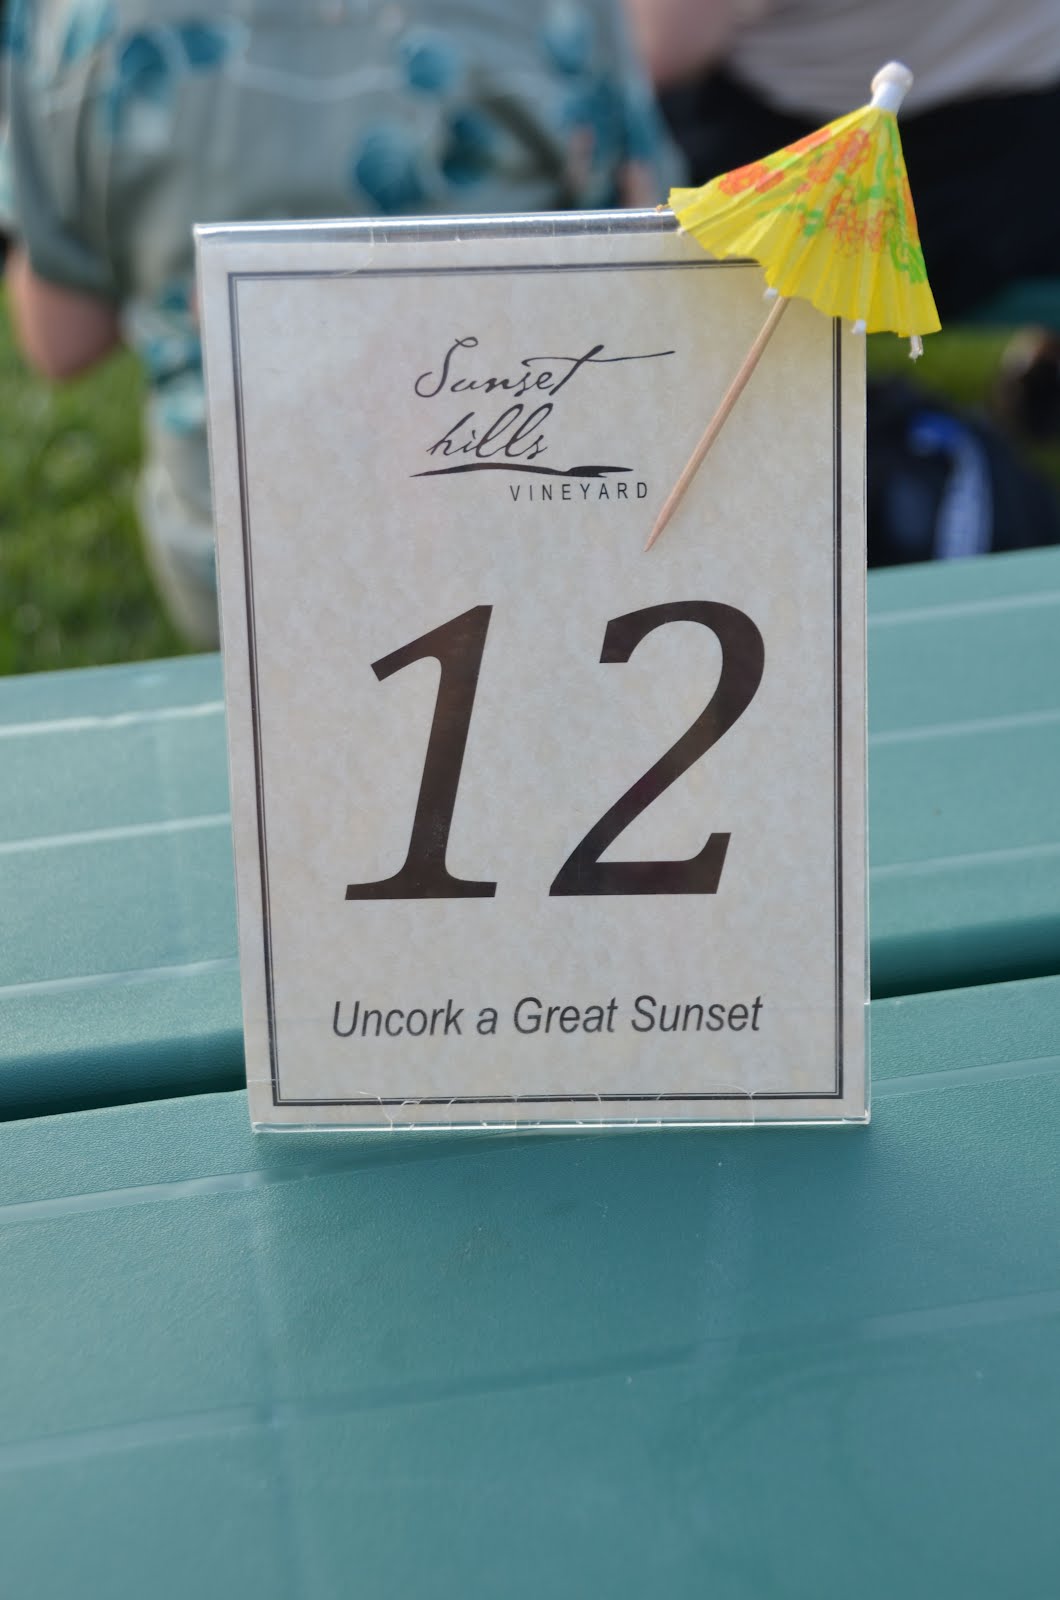 Sunset
hills
VINEYARD
12
Uncork a Great Sunset